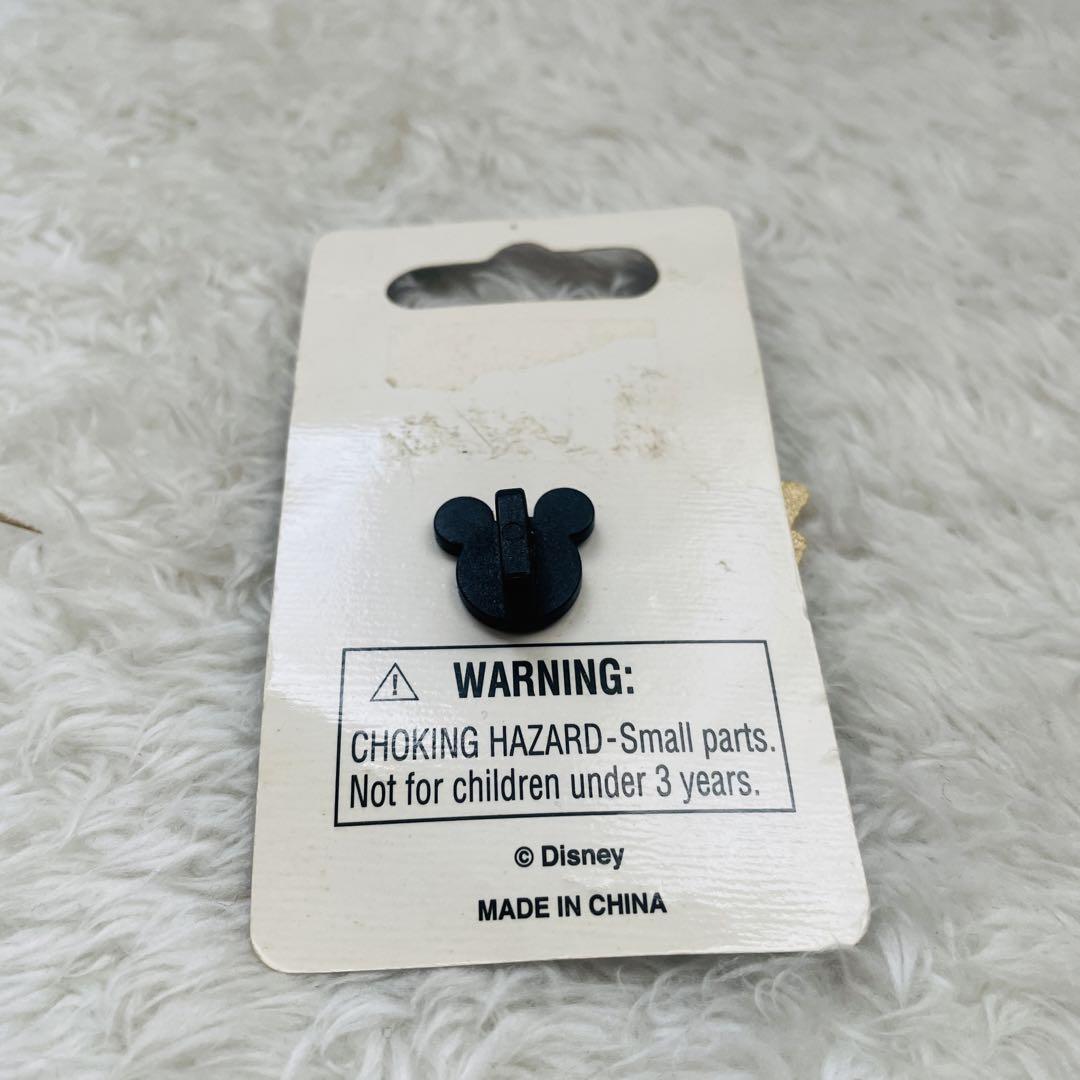 WARNING:
CHOKING HAZARD-Small parts.
Not for children under 3 years.
© Disney
MADE IN CHINA